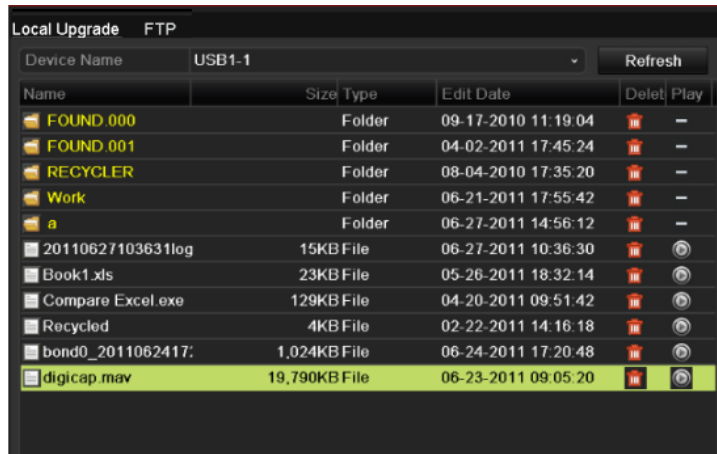 Local Upgrade FTP
Device Name USB1-1 Refresh
Name Size Type Edit Date Delet Play
FOUND.000 Folder 09-17-2010 11:19:04 –
FOUND.001 Folder 04-02-2011 17:45:24 –
RECYCLER Folder 08-04-2010 17:35:20 –
Work Folder 06-21-2011 17:55:42 –
a Folder 06-27-2011 14:56:12 –
20110627103631log 15KB File 06-27-2011 10:36:30
Book1.xls 23KB File 05-26-2011 18:32:14
Compare Excel.exe 129KB File 04-20-2011 09:51:42
Recycled 4KB File 02-22-2011 14:16:18
bond0_2011062417: 1,024KB File 06-24-2011 17:20:48
digicap.mav 19,790KB File 06-23-2011 09:05:20